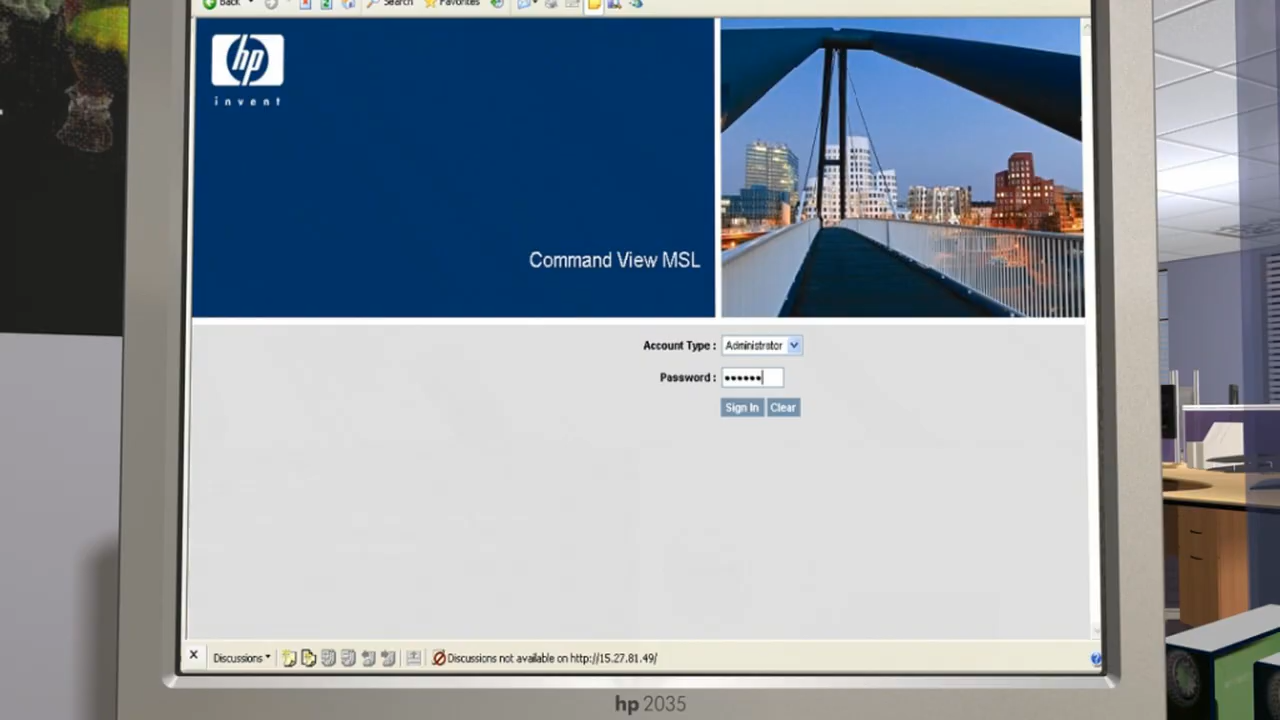 Back Search Favorites
hp
invent
Command View MSL
Account Type : Administrator
Password : ••••••
Sign In Clear
X Discussions Discussions not available on http://15.27.81.49/
hp 2035